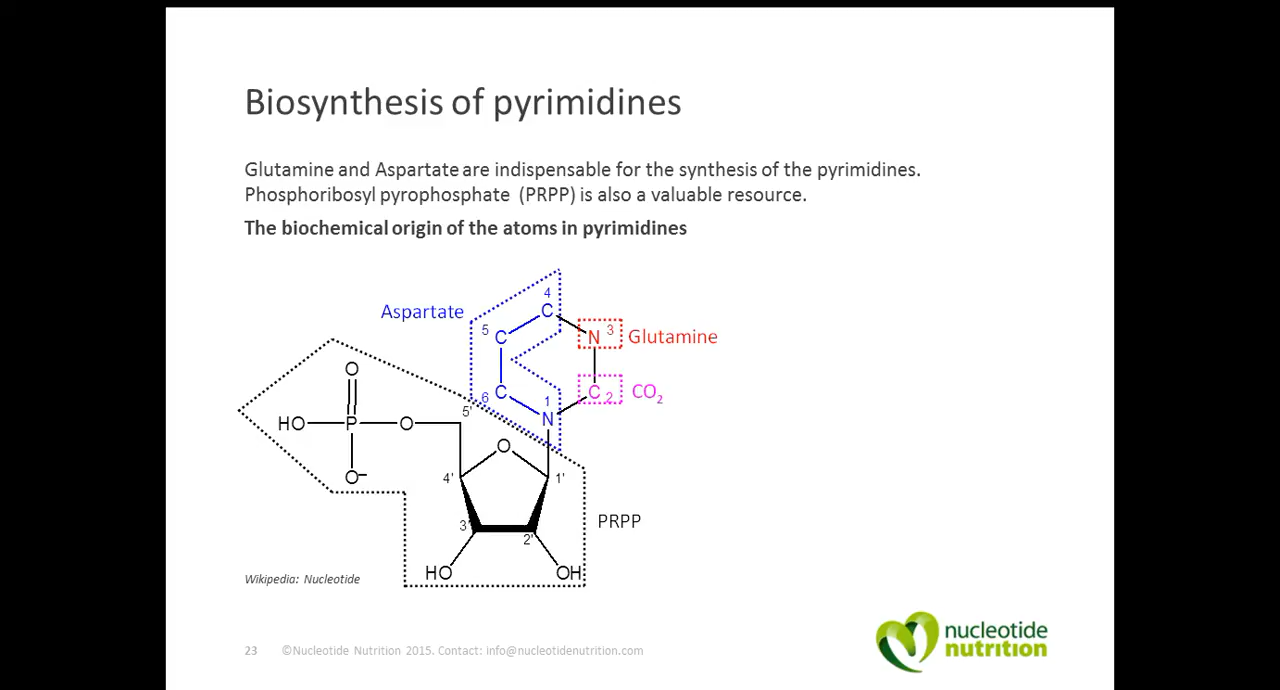 Biosynthesis of pyrimidines
Glutamine and Aspartate are indispensable for the synthesis of the pyrimidines.
Phosphoribosyl pyrophosphate (PRPP) is also a valuable resource.
The biochemical origin of the atoms in pyrimidines
4
Aspartate
C
5
C
N
3
Glutamine
O
6
C
1
C
2
CO₂
5'
N
HO
P
O
O
O–
4'
1'
3'
2'
PRPP
HO
OH
Wikipedia: Nucleotide
23 ©Nucleotide Nutrition 2015. Contact: info@nucleotidenutrition.com
nucleotide
nutrition